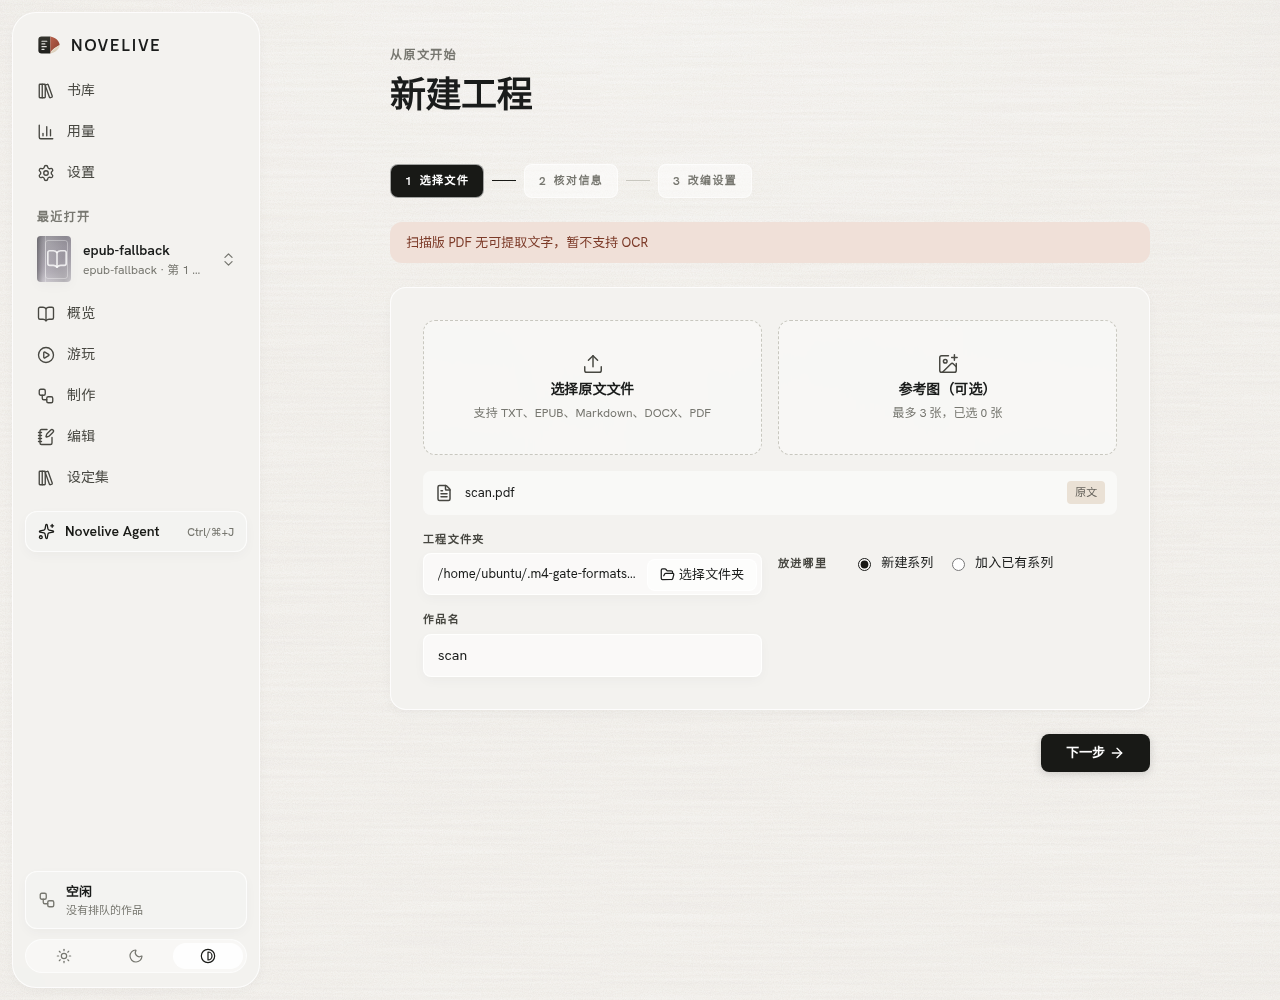 NOVELIVE
书库
用量
设置
最近打开
epub-fallback
epub-fallback · 第 1 ...
概览
游玩
制作
编辑
设定集
Novelive Agent Ctrl/⌘+J
空闲
没有排队的作品
从原文开始
新建工程
1 选择文件 2 核对信息 3 改编设置
扫描版 PDF 无可提取文字，暂不支持 OCR
选择原文文件
支持 TXT、EPUB、Markdown、DOCX、PDF
参考图（可选）
最多 3 张，已选 0 张
scan.pdf 原文
工程文件夹
/home/ubuntu/.m4-gate-formats... 选择文件夹
放进哪里 新建系列 加入已有系列
作品名
scan
下一步